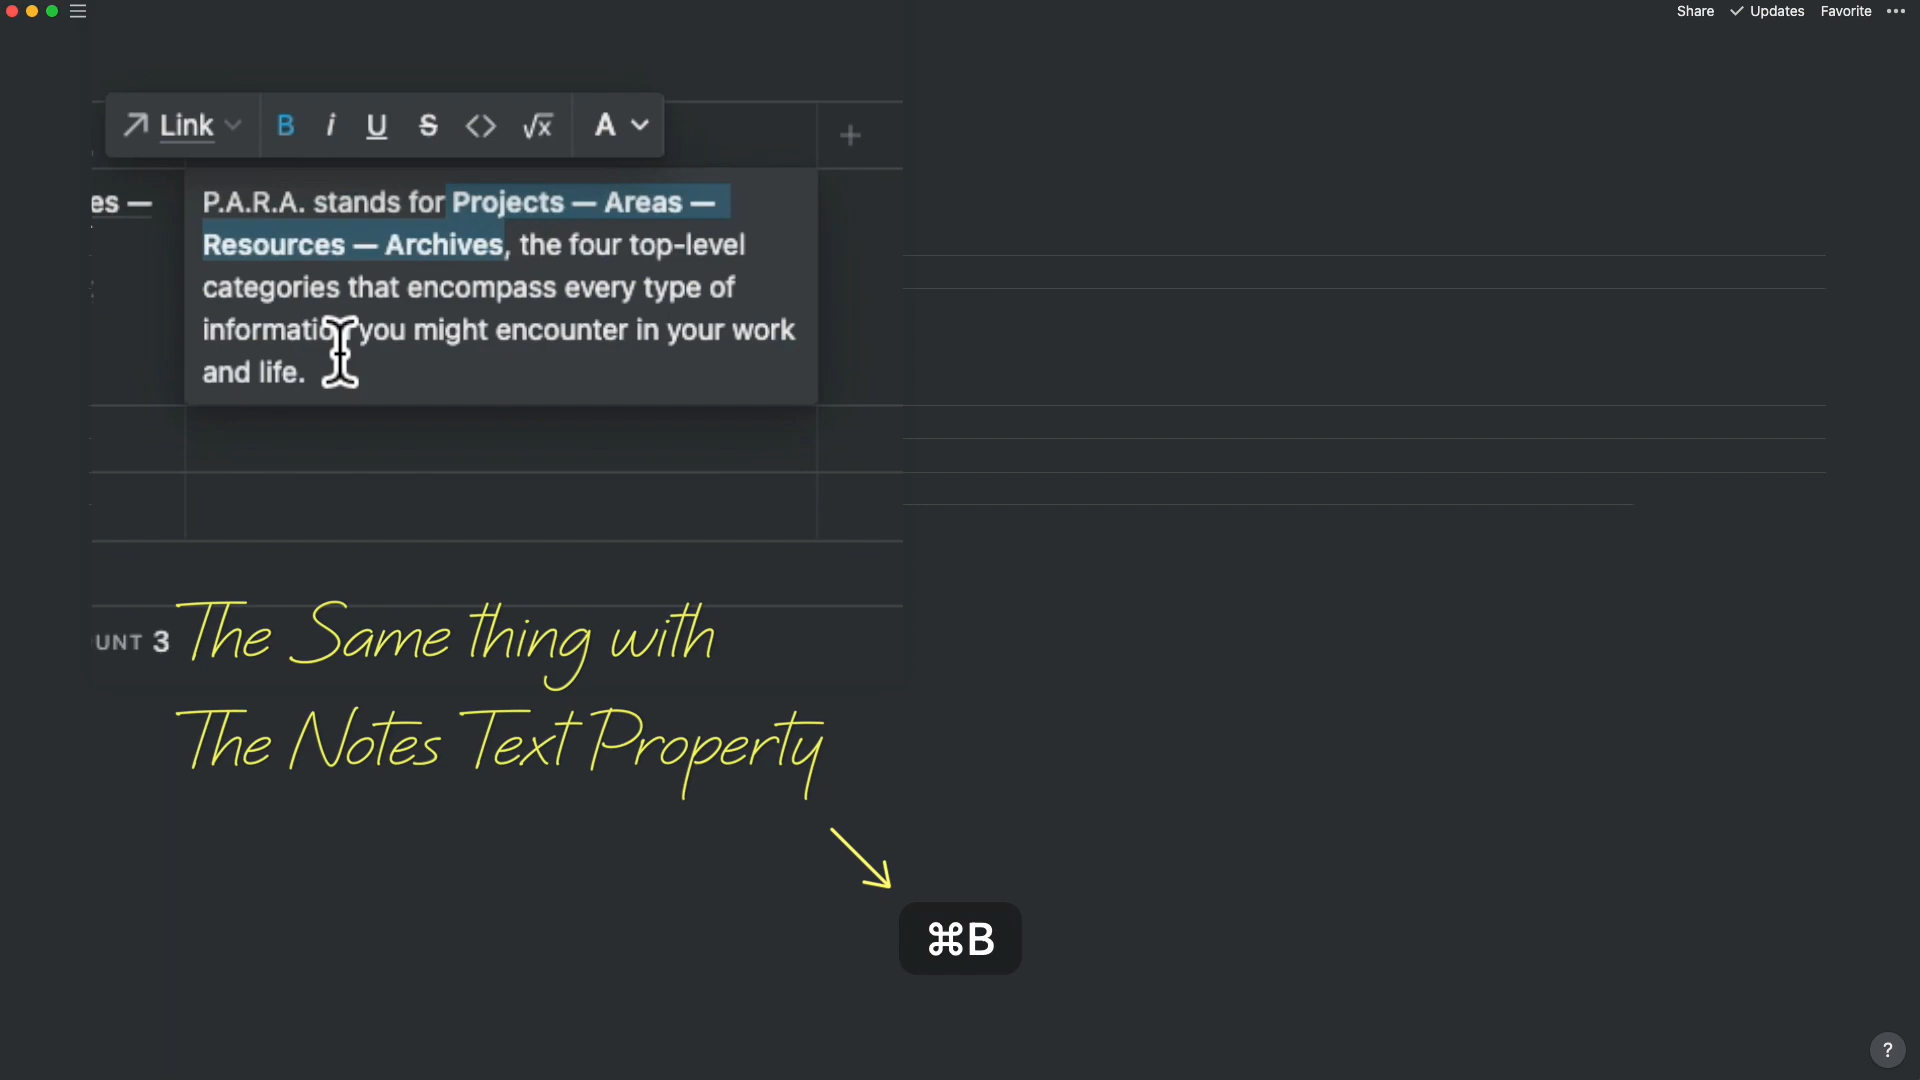 Share ✓ Updates Favorite •••
Link B i U S <> √x A
+
es — P.A.R.A. stands for Projects — Areas —
Resources — Archives, the four top-level
categories that encompass every type of
information you might encounter in your work
and life.
UNT 3
The Same thing with
The Notes Text Property
⌘B
?